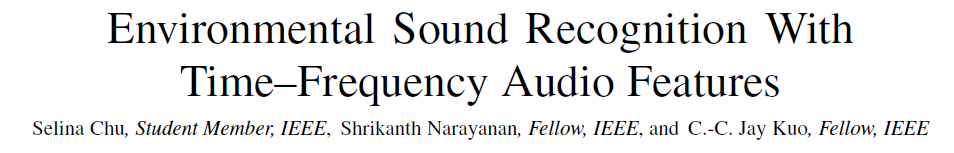 Environmental Sound Recognition With
Time–Frequency Audio Features
Selina Chu, Student Member, IEEE, Shrikanth Narayanan, Fellow, IEEE, and C.-C. Jay Kuo, Fellow, IEEE